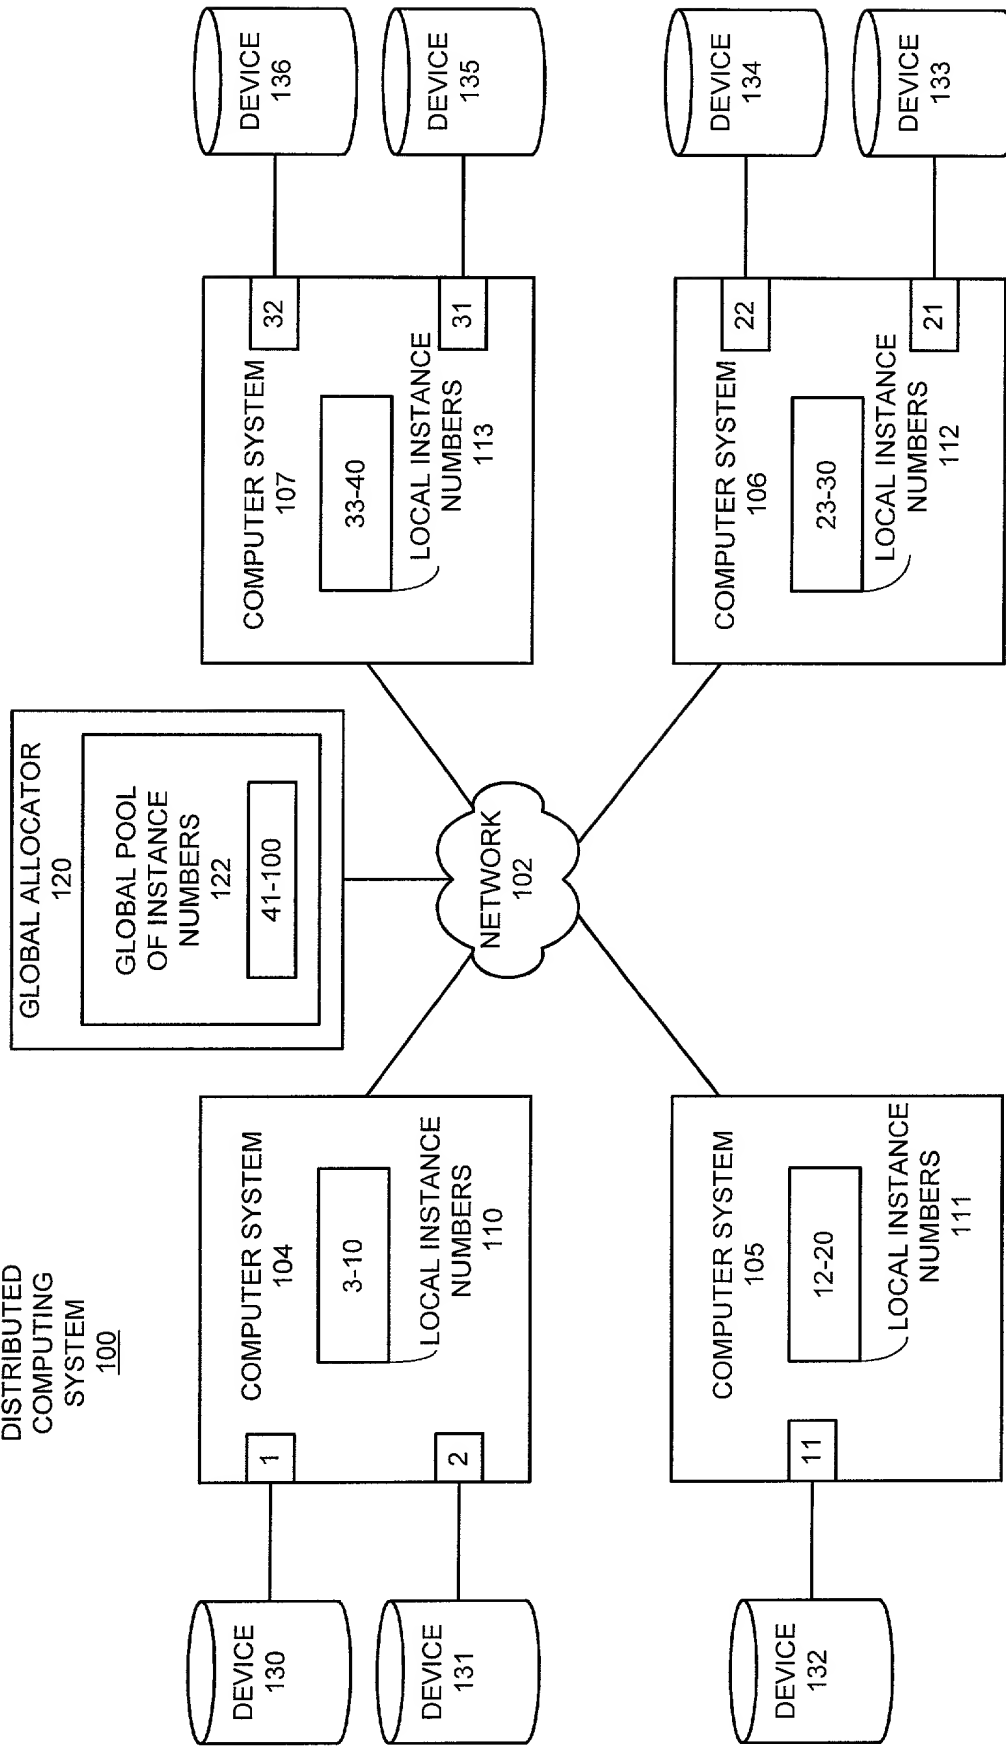 DISTRIBUTED
COMPUTING
SYSTEM
100
GLOBAL ALLOCATOR
120
GLOBAL POOL
OF INSTANCE
NUMBERS
122
41-100
DEVICE
130
1
DEVICE
131
2
COMPUTER SYSTEM
104
3-10
LOCAL INSTANCE
NUMBERS
110
NETWORK
102
COMPUTER SYSTEM
107
33-40
LOCAL INSTANCE
NUMBERS
113
32
DEVICE
136
31
DEVICE
135
DEVICE
132
11
COMPUTER SYSTEM
105
12-20
LOCAL INSTANCE
NUMBERS
111
COMPUTER SYSTEM
106
23-30
LOCAL INSTANCE
NUMBERS
112
22
DEVICE
134
21
DEVICE
133